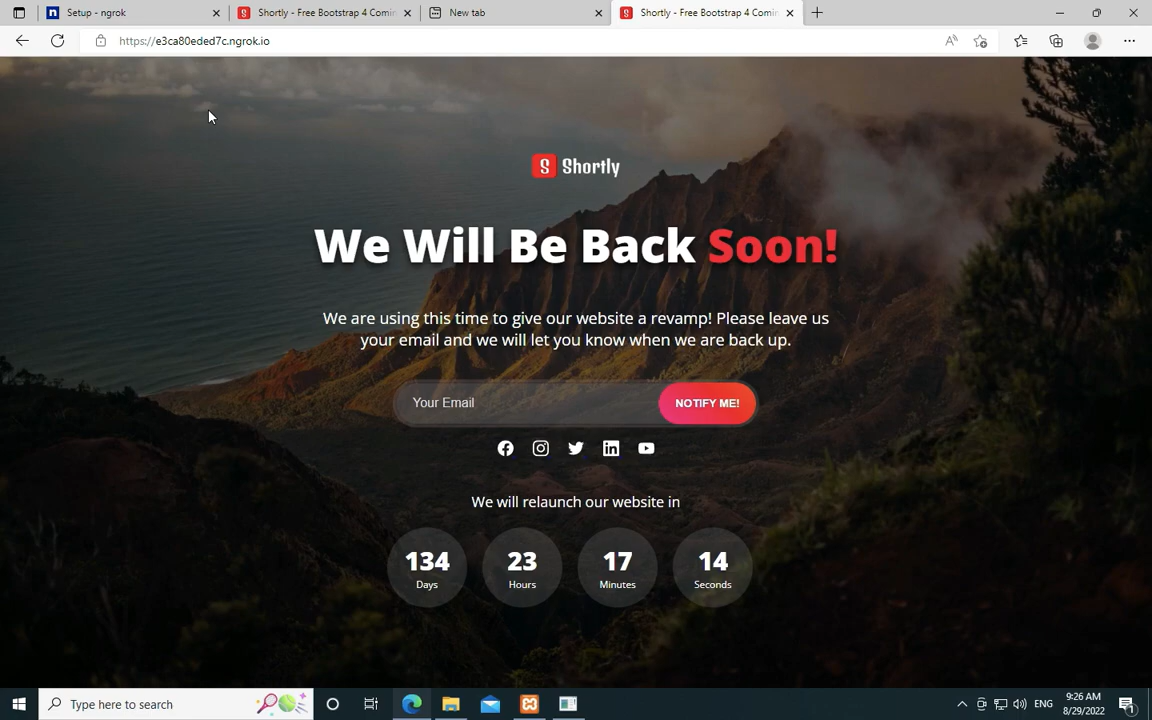 Setup - ngrok
Shortly - Free Bootstrap 4 Comin
New tab
Shortly - Free Bootstrap 4 Comin
https://e3ca80eded7c.ngrok.io
S Shortly
We Will Be Back Soon!
We are using this time to give our website a revamp! Please leave us
your email and we will let you know when we are back up.
Your Email
NOTIFY ME!
We will relaunch our website in
134 23 17 14
Days Hours Minutes Seconds
Type here to search
ENG
9:26 AM
8/29/2022
1